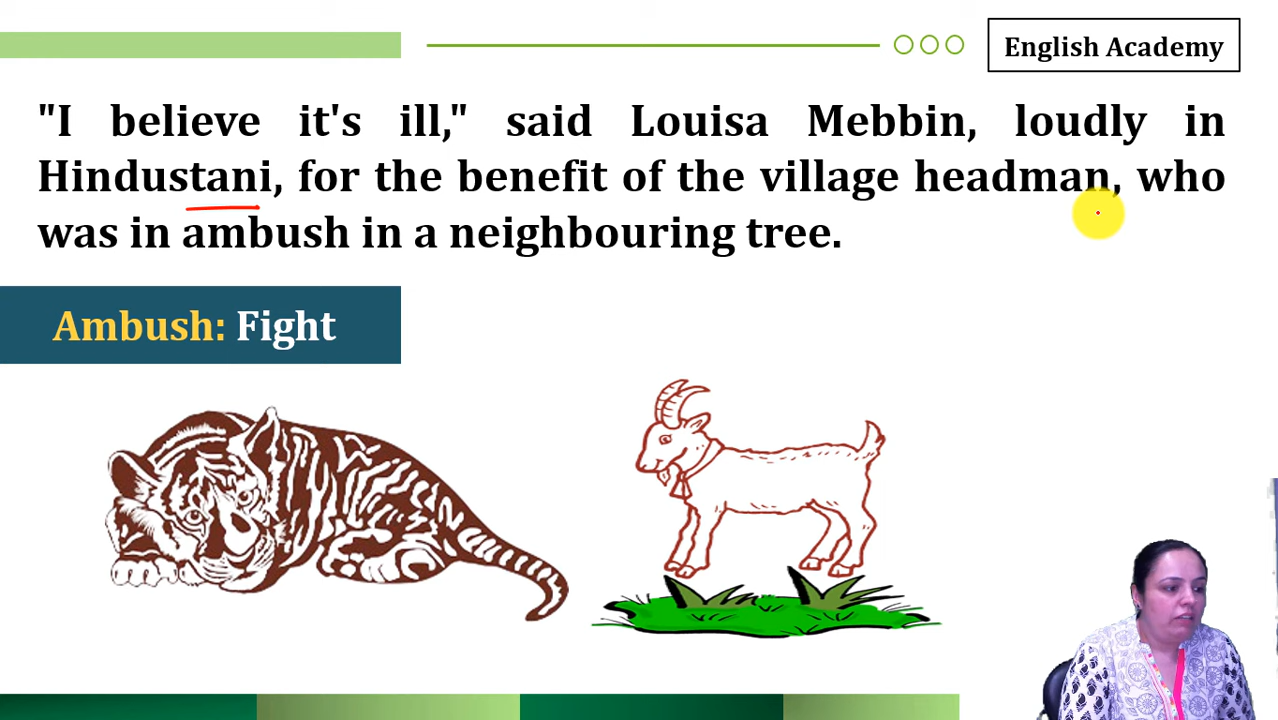 English Academy
"I believe it's ill," said Louisa Mebbin, loudly in
Hindustani, for the benefit of the village headman, who
was in ambush in a neighbouring tree.
Ambush: Fight